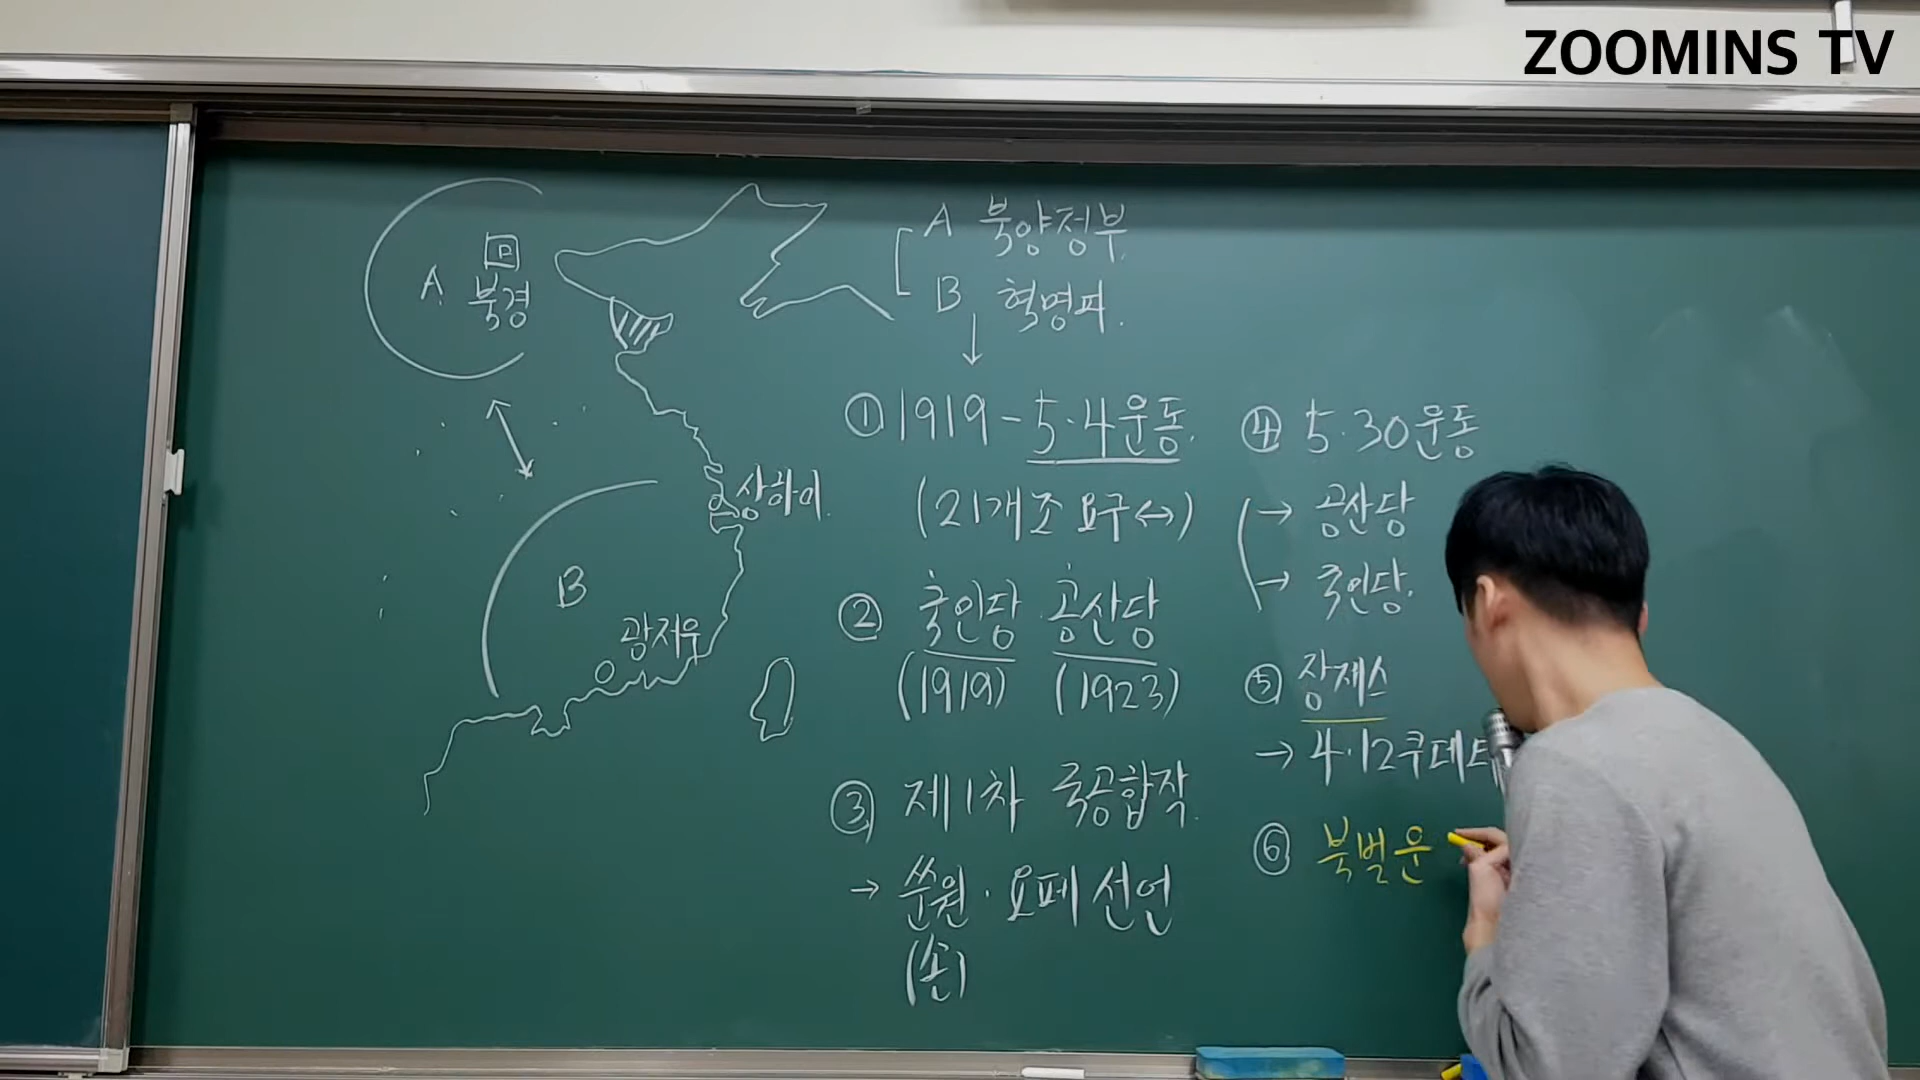 ZOOMINS TV
A 북양정부
B 혁명파.
A 북경
상하이
B
광저우
① 1919 - 5·4운동.
(21개조 요구 ↔)
② 국민당 공산당
(1919) (1923)
③ 제1차 국공합작
→ 쑨원·요페 선언
(손)
④ 5·30운동
→ 공산당
→ 국민당.
⑤ 장제스
→ 4·12쿠데타
⑥ 북벌운